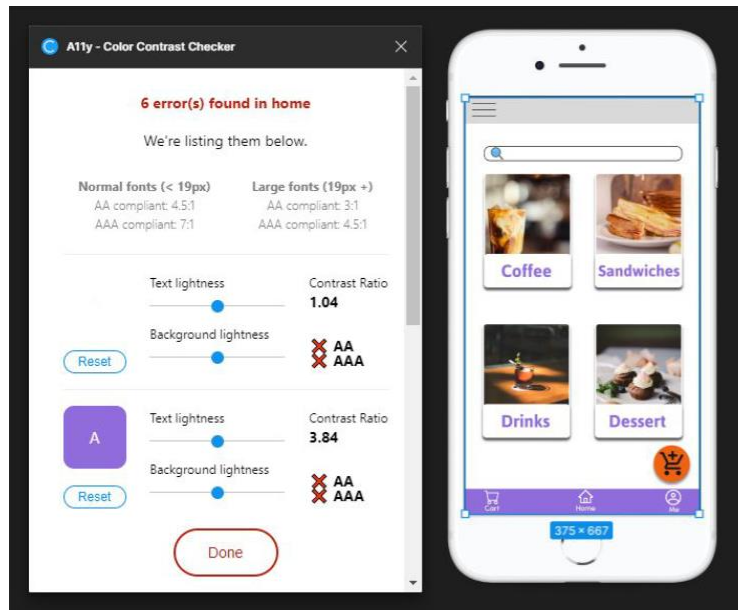 A11y - Color Contrast Checker
6 error(s) found in home
We're listing them below.
Normal fonts (< 19px)
AA compliant: 4.5:1
AAA compliant: 7:1
Large fonts (19px +)
AA compliant: 3:1
AAA compliant: 4.5:1
Text lightness
Contrast Ratio
1.04
Background lightness
AA
AAA
Reset
A
Text lightness
Contrast Ratio
3.84
Background lightness
AA
AAA
Reset
Done
Coffee
Sandwiches
Drinks
Dessert
Cart
Home
Me
375 × 667